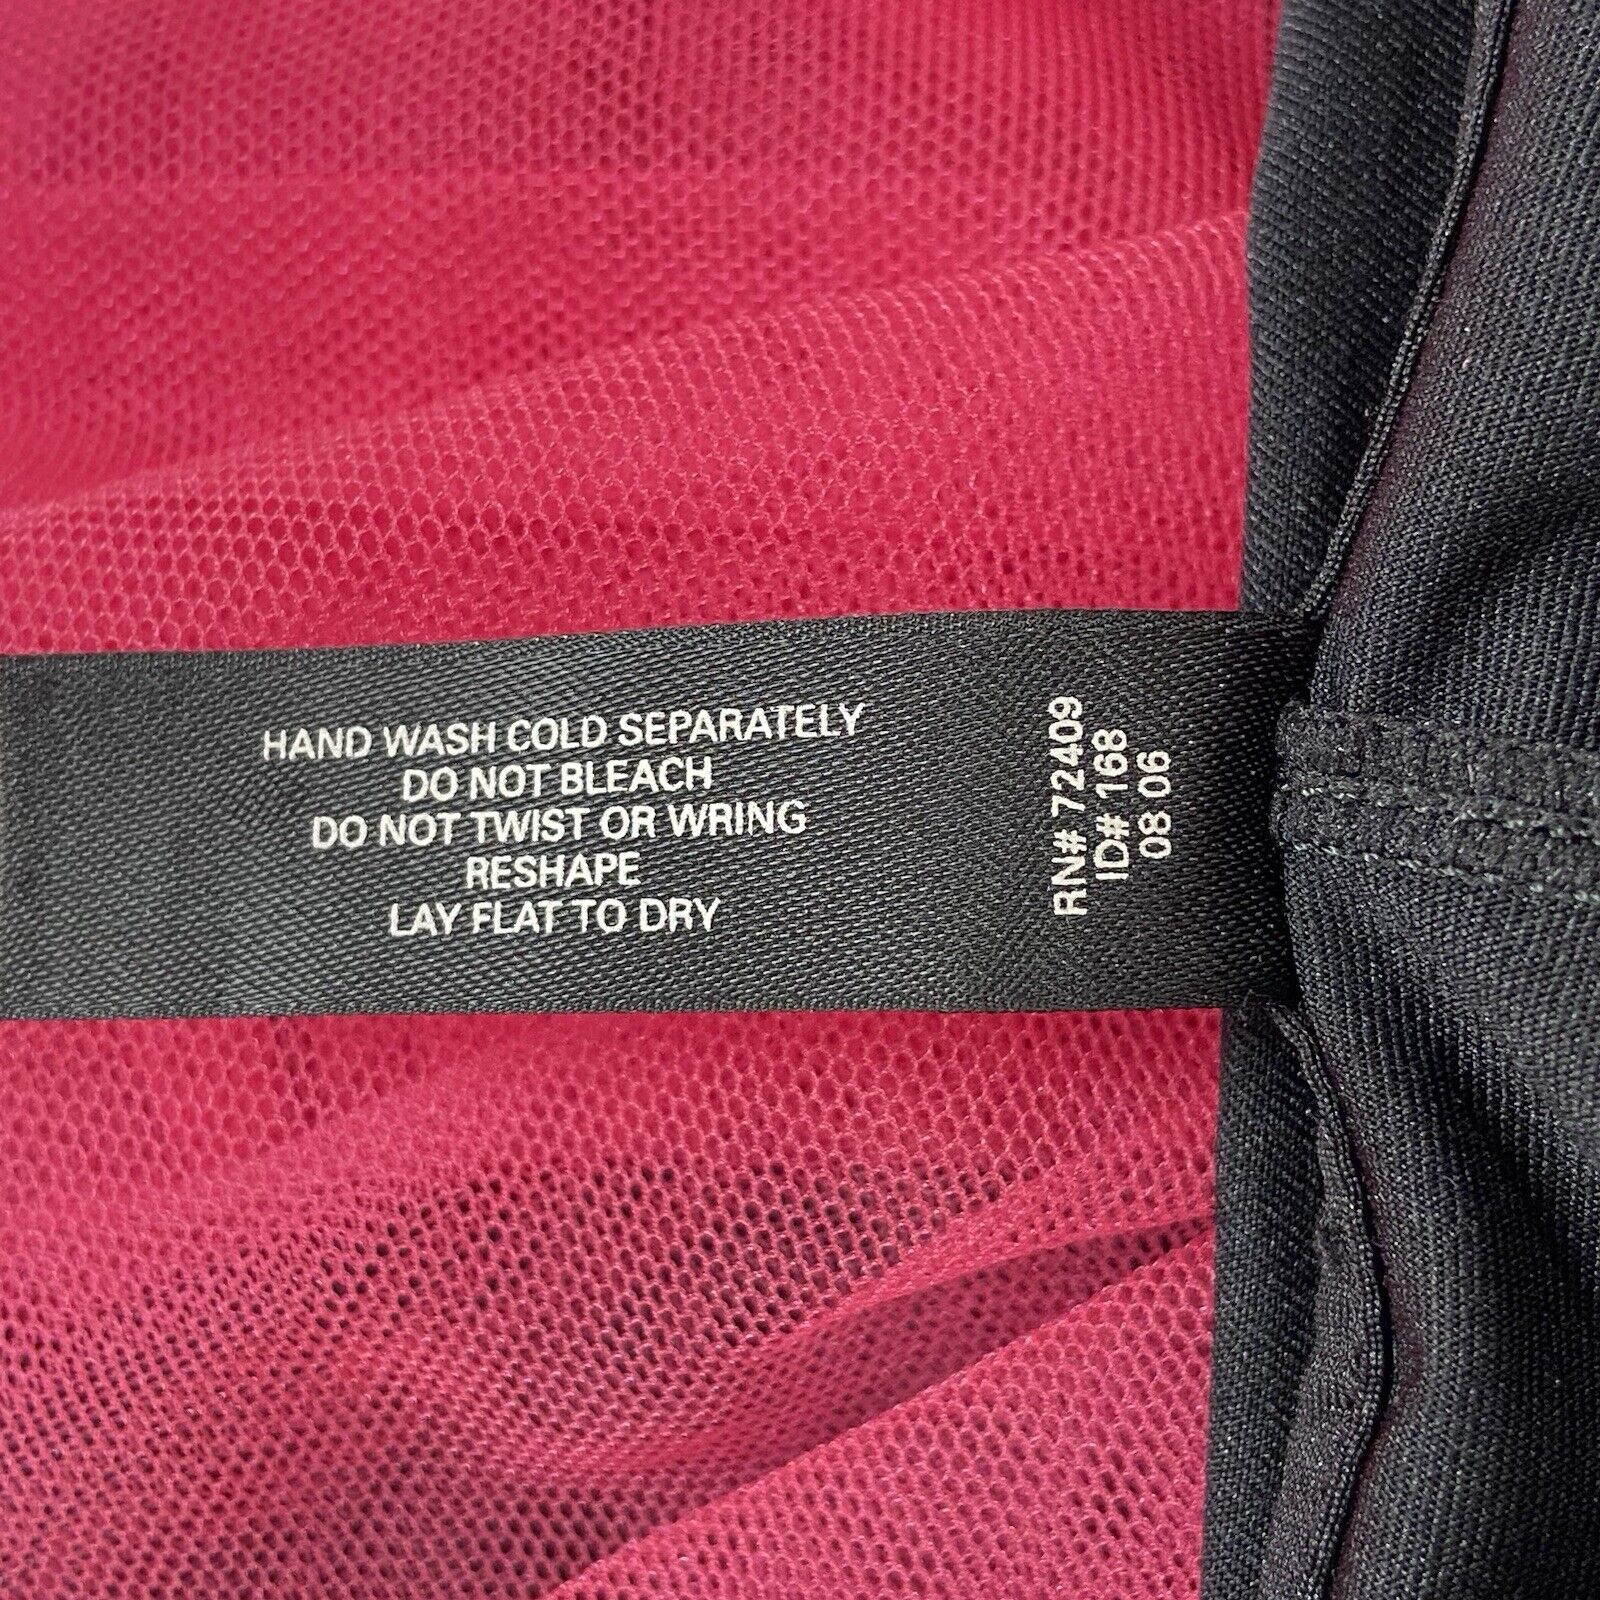 HAND WASH COLD SEPARATELY
DO NOT BLEACH
DO NOT TWIST OR WRING
RESHAPE
LAY FLAT TO DRY
RN# 72409
ID# 168
08 06